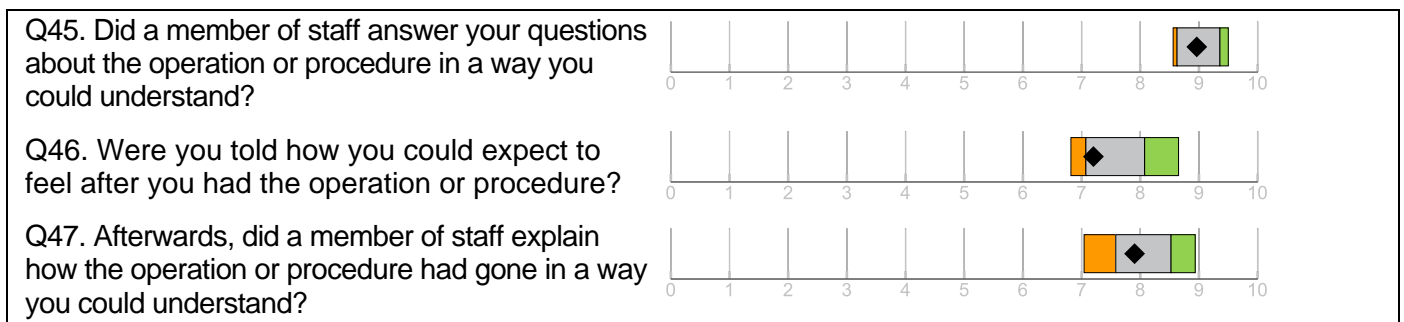 Q45. Did a member of staff answer your questions
about the operation or procedure in a way you
could understand?
0 1 2 3 4 5 6 7 8 9 10
Q46. Were you told how you could expect to
feel after you had the operation or procedure?
0 1 2 3 4 5 6 7 8 9 10
Q47. Afterwards, did a member of staff explain
how the operation or procedure had gone in a way
you could understand?
0 1 2 3 4 5 6 7 8 9 10